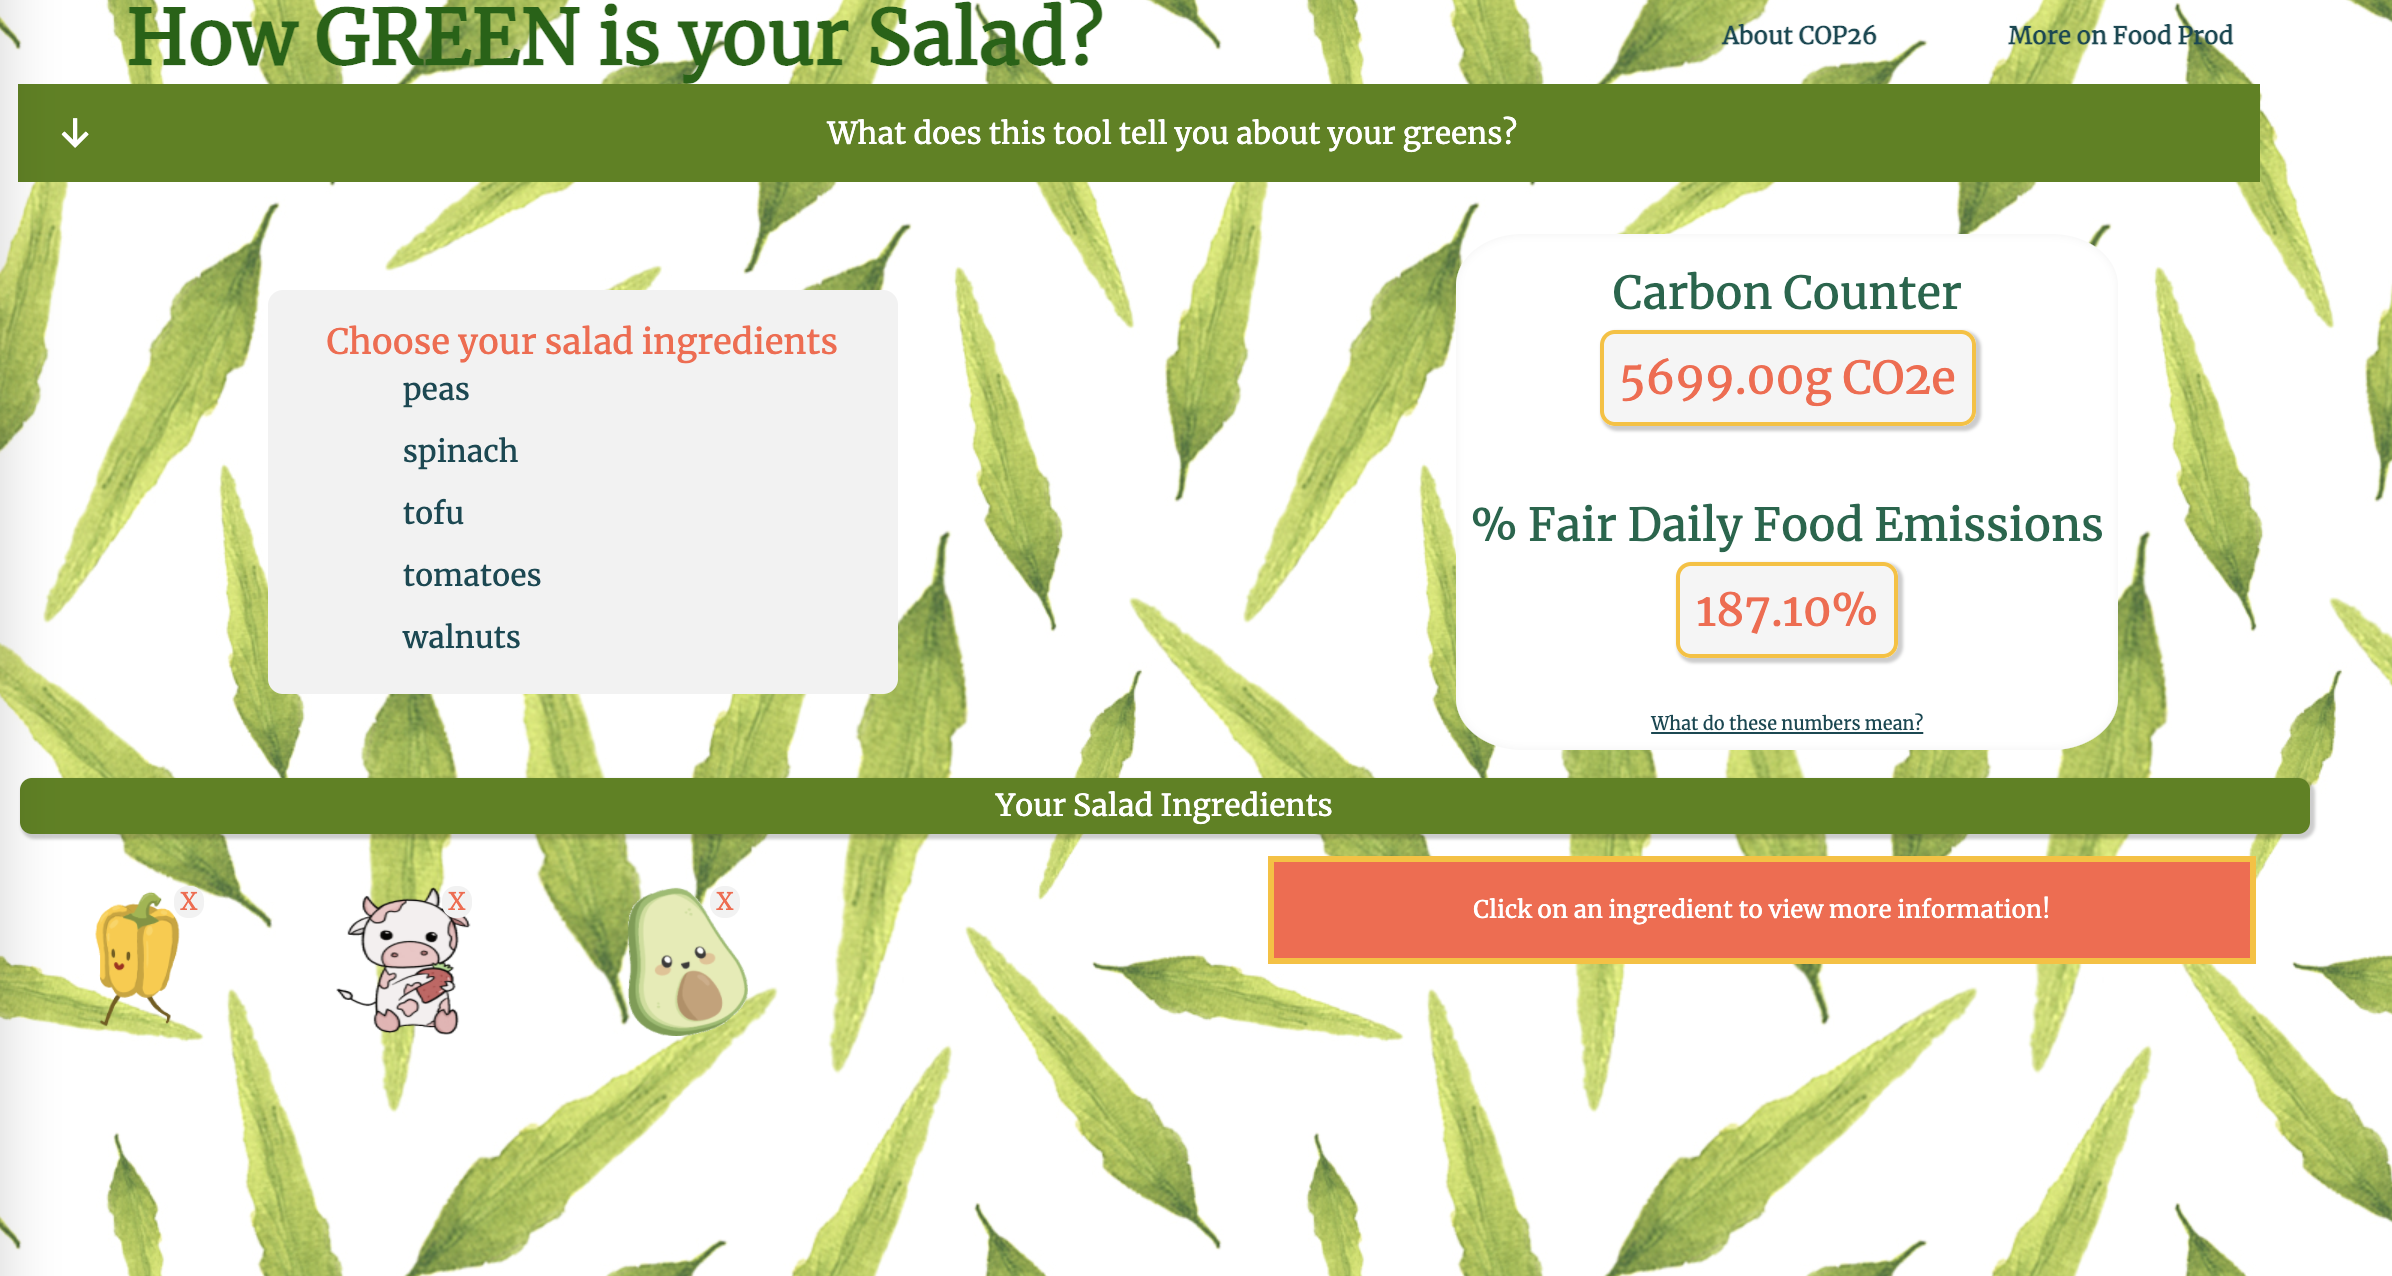 How GREEN is your Salad?
About COP26
More on Food Prod
What does this tool tell you about your greens?
Choose your salad ingredients
peas
spinach
tofu
tomatoes
walnuts
Carbon Counter
5699.00g CO2e
% Fair Daily Food Emissions
187.10%
What do these numbers mean?
Your Salad Ingredients
X
X
X
Click on an ingredient to view more information!